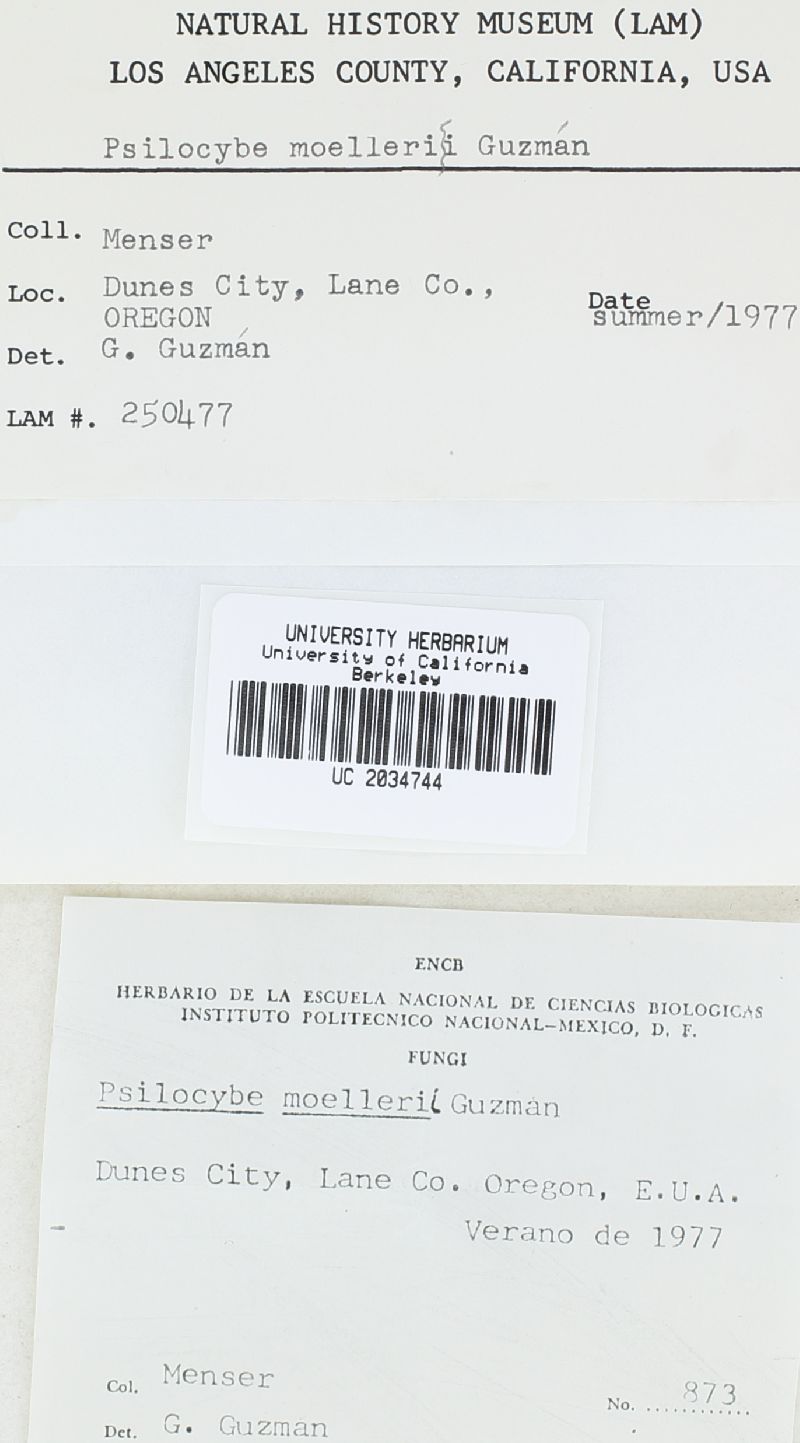 NATURAL HISTORY MUSEUM (LAM)
LOS ANGELES COUNTY, CALIFORNIA, USA
Psilocybe moellerii Guzmán
Coll. Menser
Loc. Dunes City, Lane Co.,
OREGON
Date summer/1977
Det. G. Guzmán
LAM #. 250477
UNIVERSITY HERBARIUM
University of California
Berkeley
UC 2034744
ENCB
HERBARIO DE LA ESCUELA NACIONAL DE CIENCIAS BIOLOGICAS
INSTITUTO POLITECNICO NACIONAL-MEXICO, D. F.
FUNGI
Psilocybe moellerii Guzmán
Dunes City, Lane Co. Oregon, E.U.A.
Verano de 1977
Col. Menser
No. 873
Det. G. Guzmán